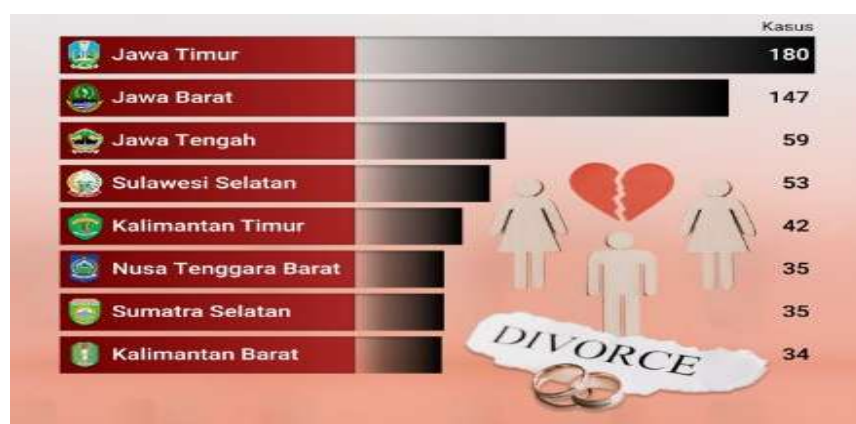 Kasus
Jawa Timur 180
Jawa Barat 147
Jawa Tengah 59
Sulawesi Selatan 53
Kalimantan Timur 42
Nusa Tenggara Barat 35
Sumatra Selatan 35
Kalimantan Barat 34
DIVORCE